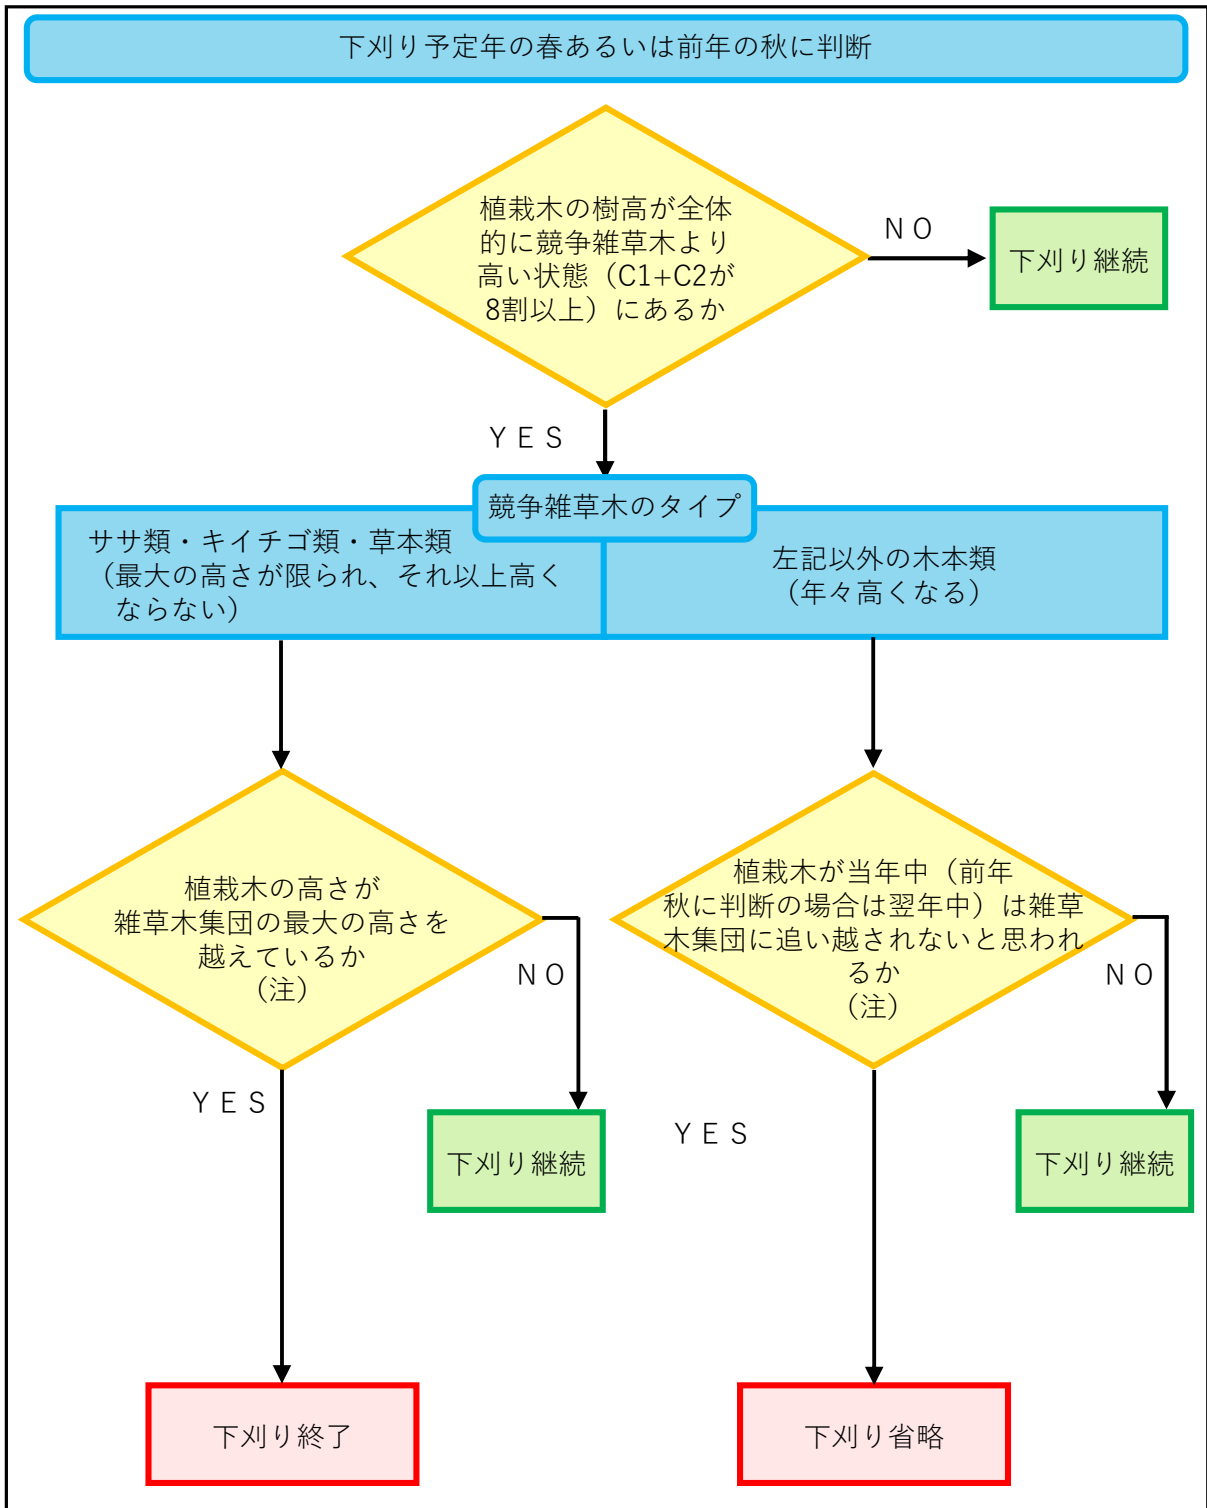 下刈り予定年の春あるいは前年の秋に判断
植栽木の樹高が全体
的に競争雑草木より
高い状態（C1+C2が
8割以上）にあるか
ＮＯ
下刈り継続
ＹＥＳ
競争雑草木のタイプ
ササ類・キイチゴ類・草本類
（最大の高さが限られ、それ以上高く
ならない）
左記以外の木本類
（年々高くなる）
植栽木の高さが
雑草木集団の最大の高さを
越えているか
（注）
ＮＯ
ＹＥＳ
下刈り継続
下刈り終了
植栽木が当年中（前年
秋に判断の場合は翌年中）は雑草
木集団に追い越されないと思われ
るか
（注）
ＮＯ
ＹＥＳ
下刈り継続
下刈り省略